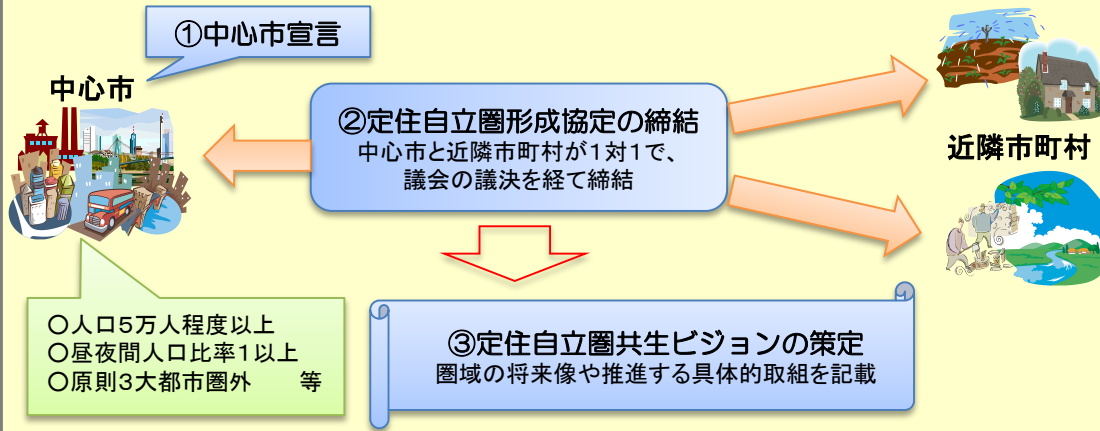 ①中心市宣言
中心市
②定住自立圏形成協定の締結
中心市と近隣市町村が1対1で、
議会の議決を経て締結
近隣市町村
○人口5万人程度以上
○昼夜間人口比率1以上
○原則3大都市圏外　　等
③定住自立圏共生ビジョンの策定
圏域の将来像や推進する具体的取組を記載